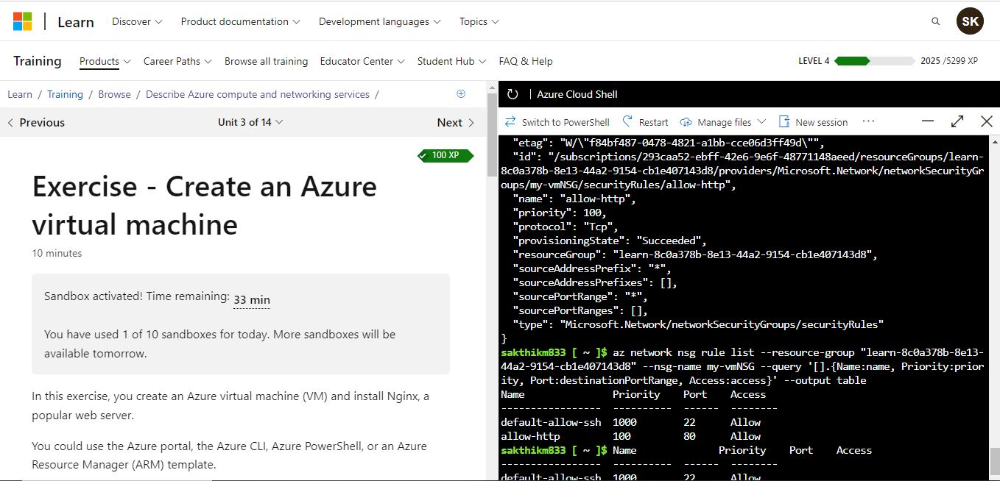 Learn Discover Product documentation Development languages Topics SK
Training Products Career Paths Browse all training Educator Center Student Hub FAQ & Help LEVEL 4 2025 /5299 XP
Learn / Training / Browse / Describe Azure compute and networking services /
Previous Unit 3 of 14 Next
100 XP
Exercise - Create an Azure
virtual machine
10 minutes
Sandbox activated! Time remaining: 33 min
You have used 1 of 10 sandboxes for today. More sandboxes will be
available tomorrow.
In this exercise, you create an Azure virtual machine (VM) and install Nginx, a
popular web server.
You could use the Azure portal, the Azure CLI, Azure PowerShell, or an Azure
Resource Manager (ARM) template.
Azure Cloud Shell
Switch to PowerShell Restart Manage files New session ...
"etag": "W/\"f84bf487-0478-4821-a1bb-cce06d3ff49d\"",
"id": "/subscriptions/293caa52-ebff-42e6-9e6f-48771148aeed/resourceGroups/learn-
8c0a378b-8e13-44a2-9154-cb1e407143d8/providers/Microsoft.Network/networkSecurityGr
oups/my-vmNSG/securityRules/allow-http",
"name": "allow-http",
"priority": 100,
"protocol": "Tcp",
"provisioningState": "Succeeded",
"resourceGroup": "learn-8c0a378b-8e13-44a2-9154-cb1e407143d8",
"sourceAddressPrefix": "*",
"sourceAddressPrefixes": [],
"sourcePortRange": "*",
"sourcePortRanges": [],
"type": "Microsoft.Network/networkSecurityGroups/securityRules"
}
sakthikm833 [ ~ ]$ az network nsg rule list --resource-group "learn-8c0a378b-8e13-
44a2-9154-cb1e407143d8" --nsg-name my-vmNSG --query '[].{Name:name, Priority:prior
ity, Port:destinationPortRange, Access:access}' --output table
Name Priority Port Access
----------------- ---------- ------ --------
default-allow-ssh 1000 22 Allow
allow-http 100 80 Allow
sakthikm833 [ ~ ]$ Name Priority Port Access
----------------- ---------- ------ --------
default-allow-ssh 1000 22 Allow